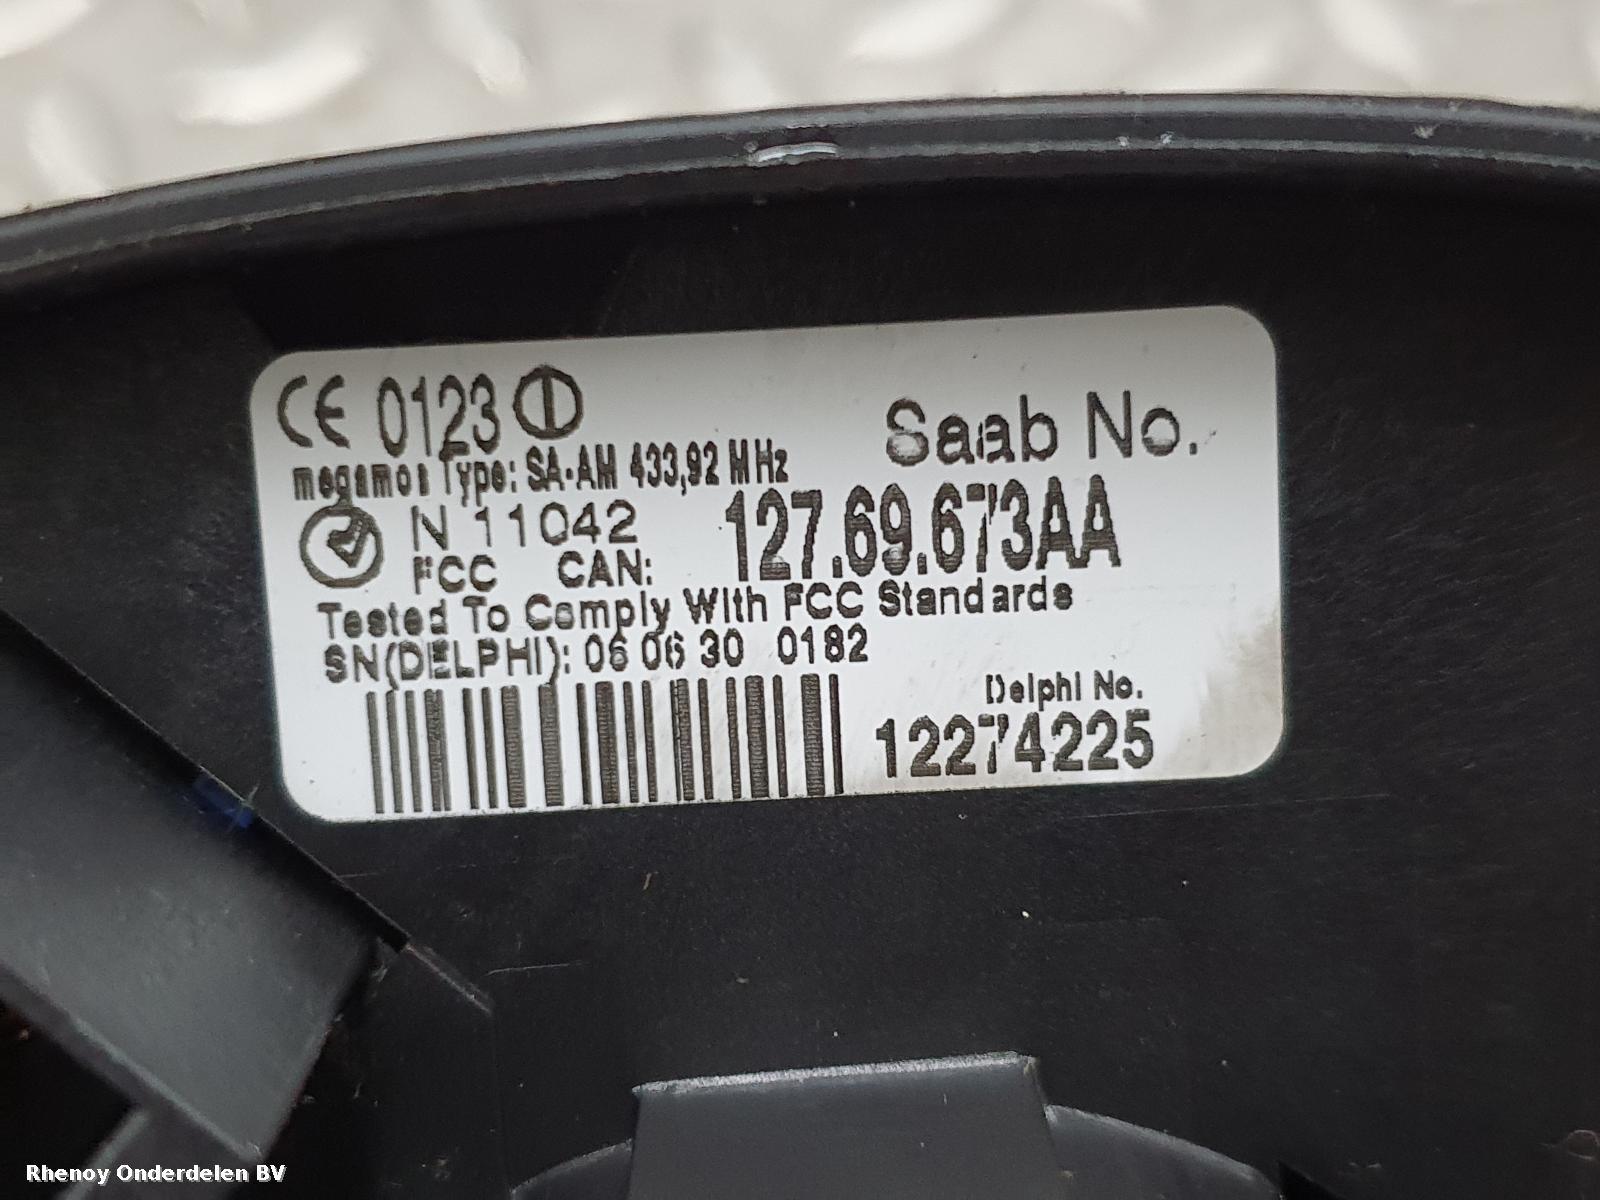 CE 0123
Saab No.
megamos Type: SA-AM 433,92 MHz
127.69.673AA
N 11042
FCC CAN:
Tested To Comply With FCC Standards
SN(DELPHI): 06 06 30 0182
Delphi No.
12274225
Rhenoy Onderdelen BV